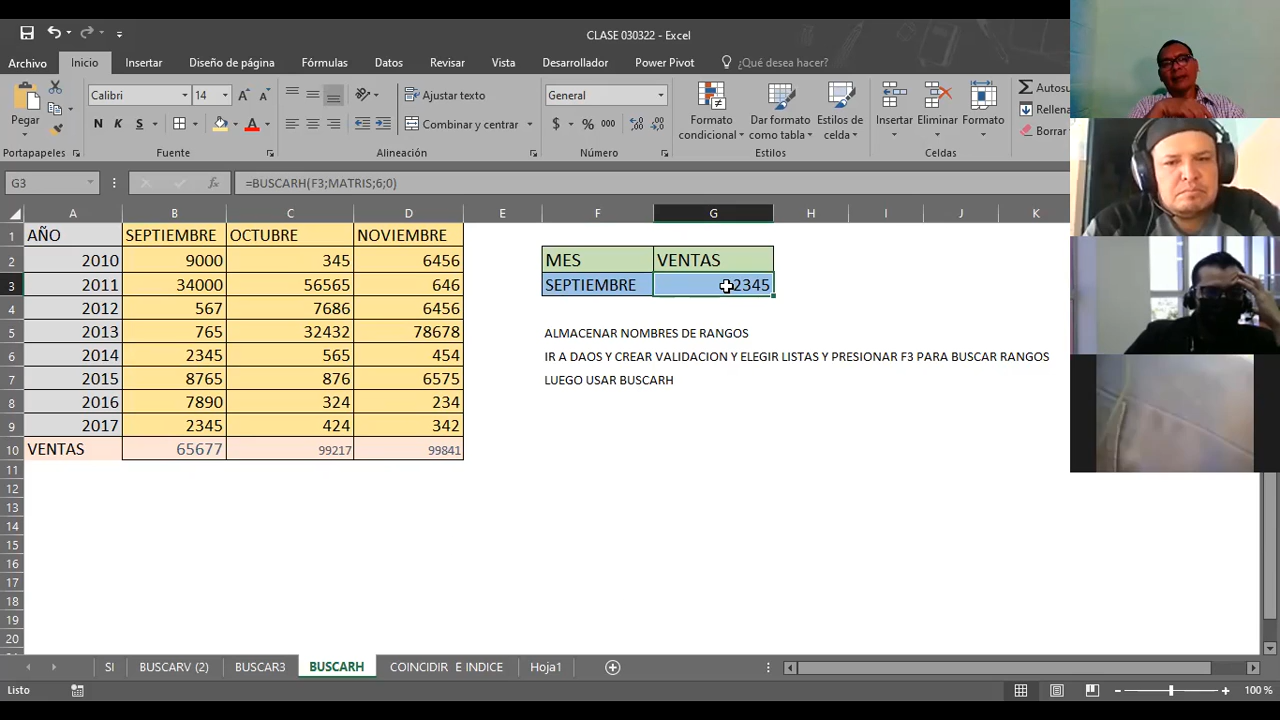 CLASE 030322 - Excel
Archivo Inicio Insertar Diseño de página Fórmulas Datos Revisar Vista Desarrollador Power Pivot ¿Qué desea hacer?
Pegar
Calibri 14
N K S
Ajustar texto
Combinar y centrar
General
$ % 000
Formato condicional
Dar formato como tabla
Estilos de celda
Insertar Eliminar Formato
Autosu
Rellena
Borrar
Portapapeles Fuente Alineación Número Estilos Celdas
G3 fx =BUSCARH(F3;MATRIS;6;0)
A B C D E F G H I J K
1 AÑO SEPTIEMBRE OCTUBRE NOVIEMBRE
2 2010 9000 345 6456 MES VENTAS
3 2011 34000 56565 646 SEPTIEMBRE 2345
4 2012 567 7686 6456
5 2013 765 32432 78678 ALMACENAR NOMBRES DE RANGOS
6 2014 2345 565 454 IR A DAOS Y CREAR VALIDACION Y ELEGIR LISTAS Y PRESIONAR F3 PARA BUSCAR RANGOS
7 2015 8765 876 6575 LUEGO USAR BUSCARH
8 2016 7890 324 234
9 2017 2345 424 342
10 VENTAS 65677 99217 99841
11
12
13
14
15
16
17
18
19
20
SI BUSCARV (2) BUSCAR3 BUSCARH COINCIDIR E INDICE Hoja1
Listo 100 %